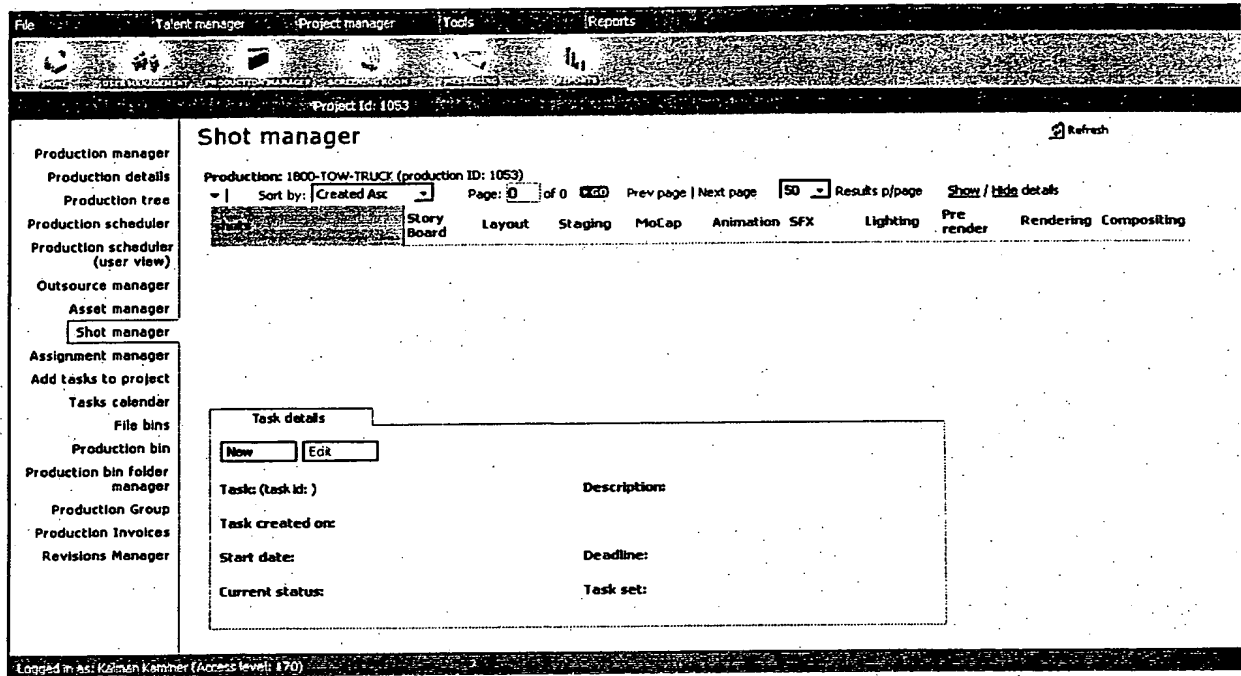 File Talent manager Project manager Tools Reports
Project Id: 1053
Shot manager
Refresh
Production manager
Production details
Production tree
Production scheduler
Production scheduler
(user view)
Outsource manager
Asset manager
Shot manager
Assignment manager
Add tasks to project
Tasks calendar
File bins
Production bin
Production bin folder
manager
Production Group
Production Invoices
Revisions Manager
Production: 1800-TOW-TRUCK (production ID: 1053)
Sort by: Created Asc Page: 0 of 0 GO Prev page | Next page 50 Results p/page Show / Hide details
Shots
Story
Board
Layout Staging MoCap Animation SFX Lighting
Pre
render
Rendering Compositing
Task details
New Edit
Task: (task id: ) Description:
Task created on:
Start date: Deadline:
Current status: Task set:
Logged in as: Kalman Kaminer (Access level: 170)